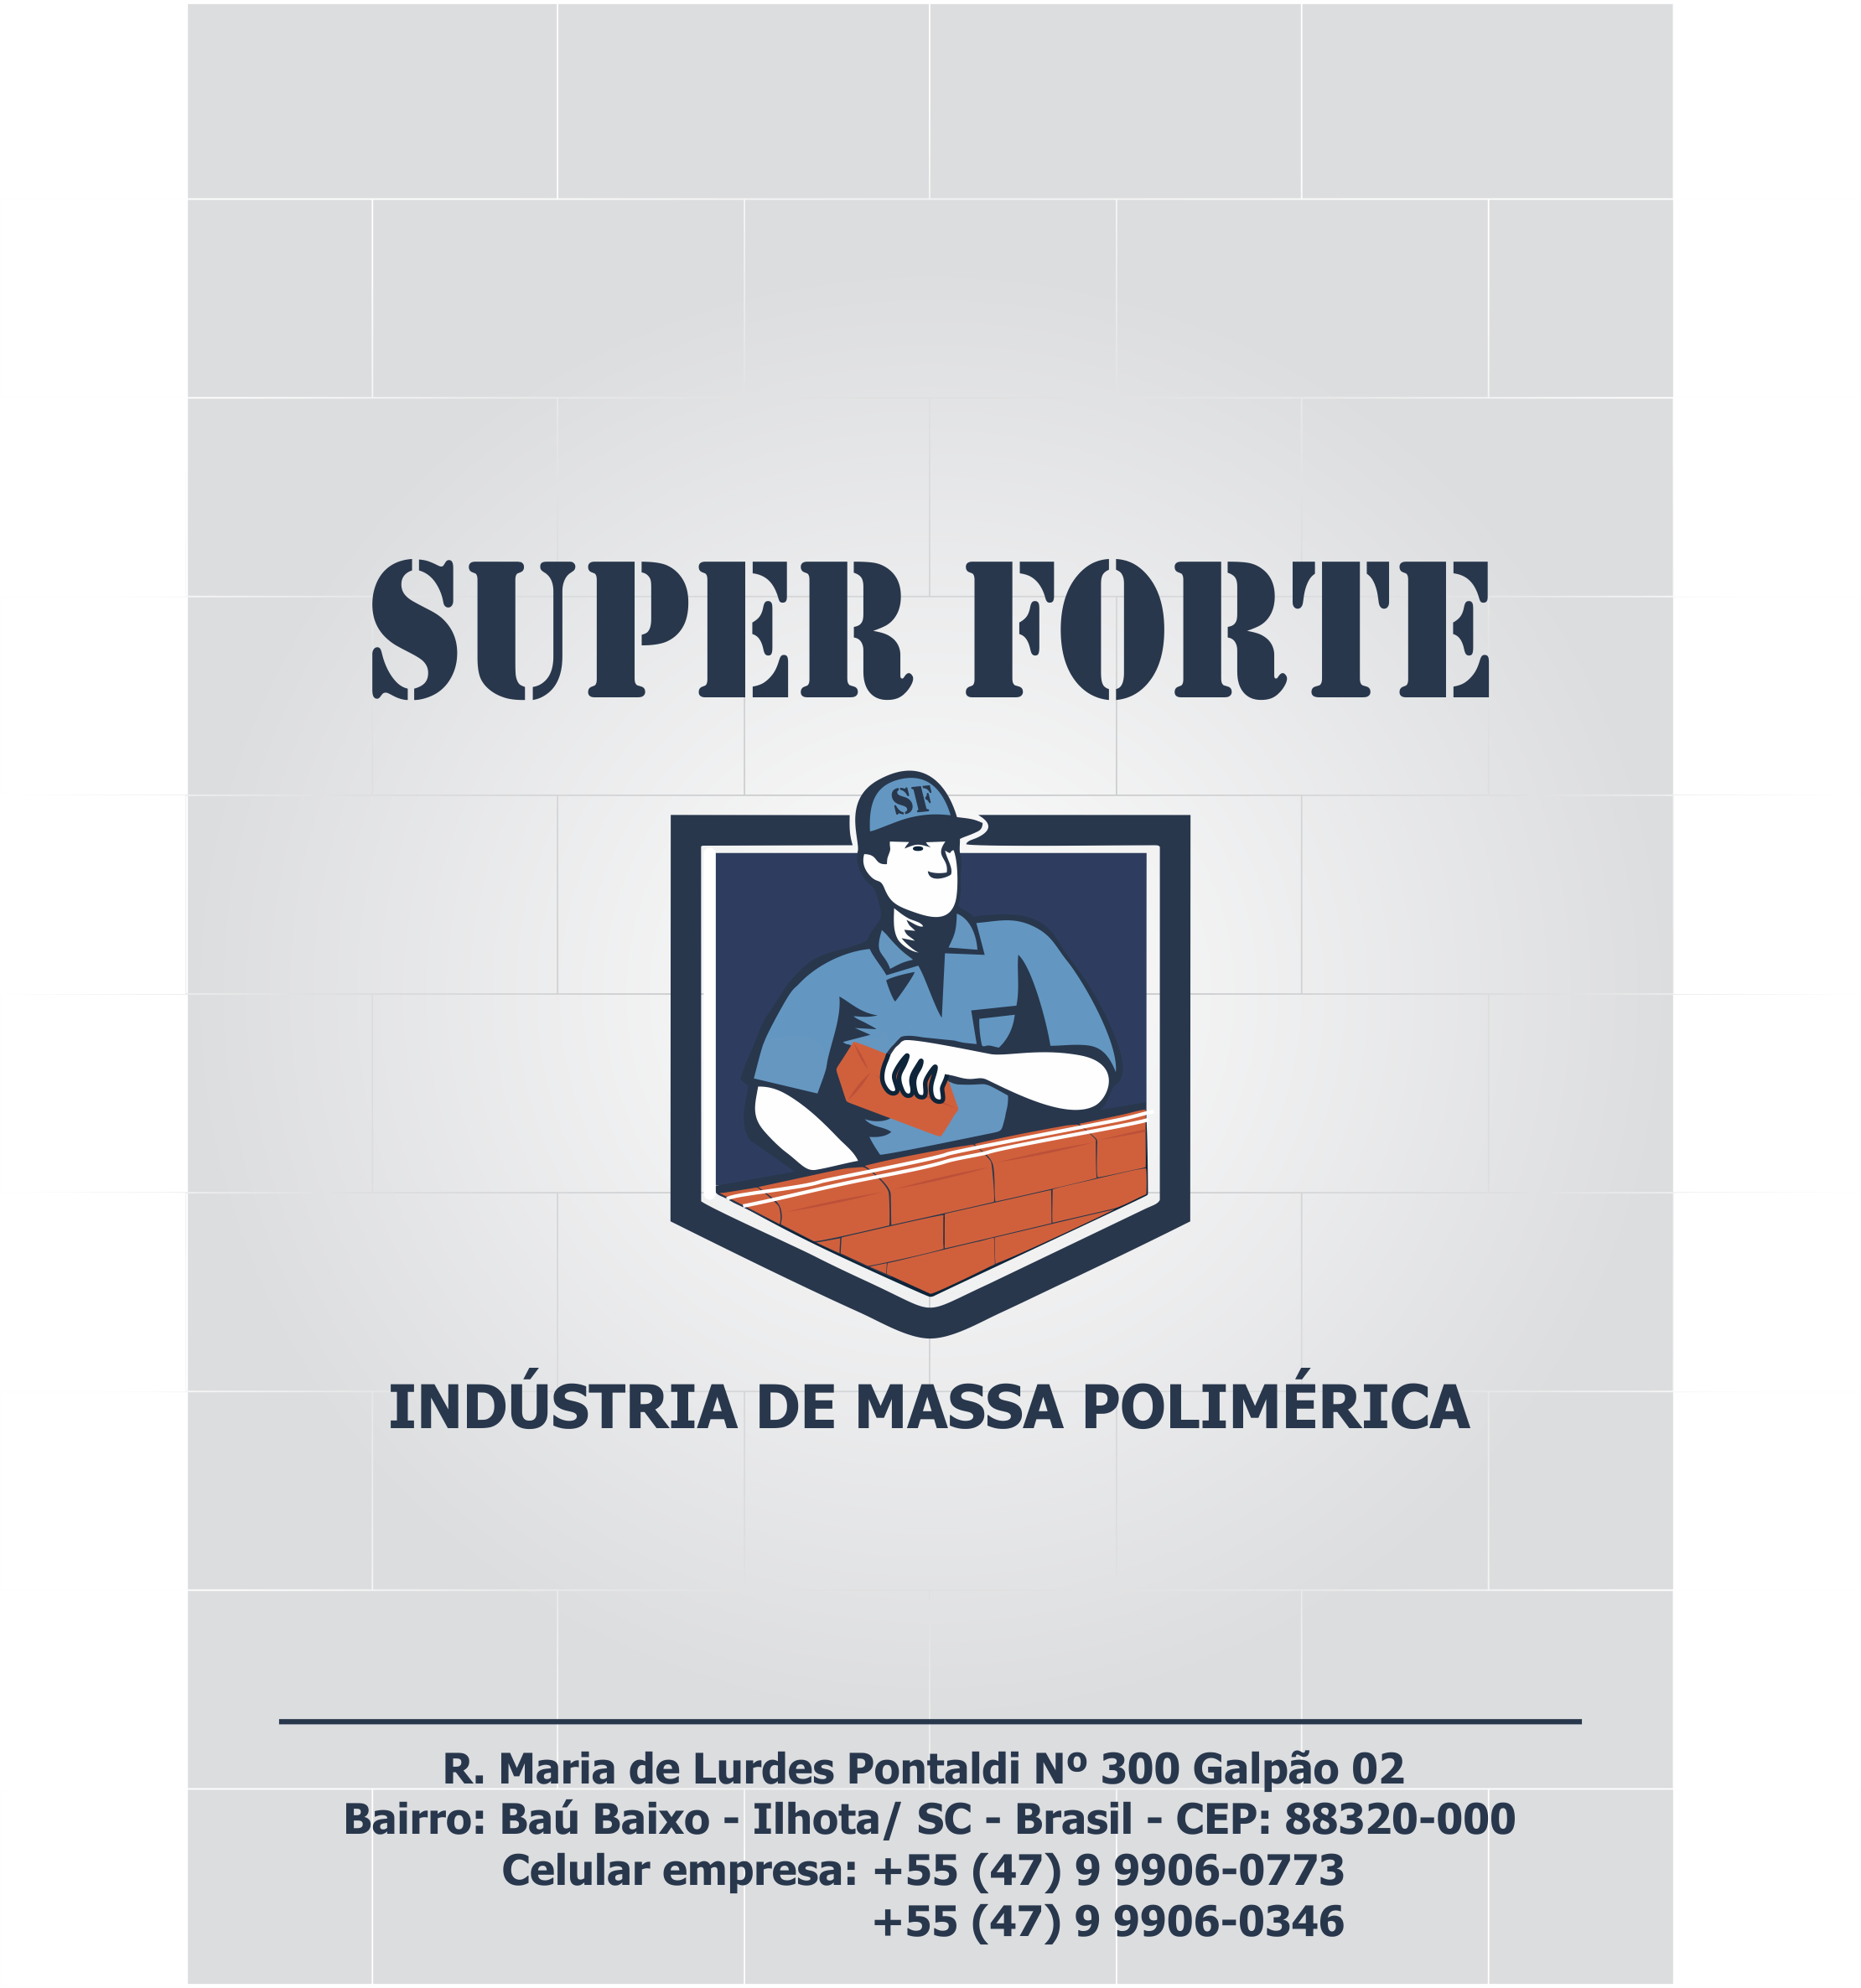 SUPER FORTE
SF
INDÚSTRIA DE MASSA POLIMÉRICA
R. Maria de Lurdes Pontaldi Nº 300 Galpão 02
Bairro: Baú Baixo - Ilhota/ SC - Brasil - CEP: 88320-000
Celular empresa: +55 (47) 9 9906-0773
+55 (47) 9 9906-0346